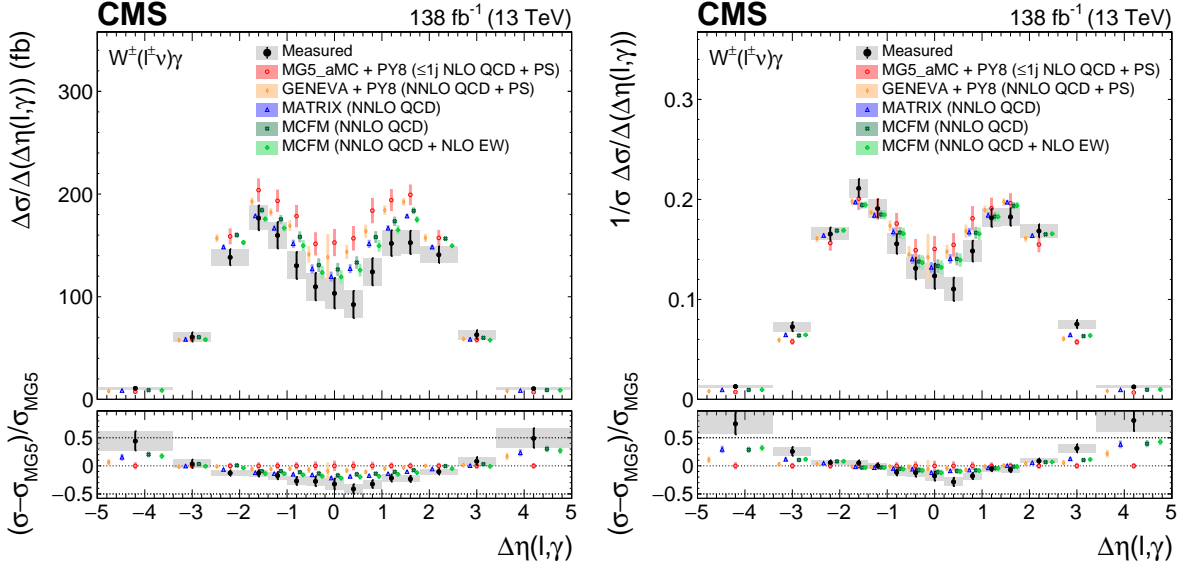 CMS
138 fb⁻¹ (13 TeV)
W±(l±ν)γ
Measured
MG5_aMC + PY8 (≤1j NLO QCD + PS)
GENEVA + PY8 (NNLO QCD + PS)
MATRIX (NNLO QCD)
MCFM (NNLO QCD)
MCFM (NNLO QCD + NLO EW)
Δσ/Δ(Δη(l,γ)) (fb)
300
200
100
0
(σ−σMG5)/σMG5
0.5
0
−0.5
−5 −4 −3 −2 −1 0 1 2 3 4 5
Δη(l,γ)
CMS
138 fb⁻¹ (13 TeV)
W±(l±ν)γ
Measured
MG5_aMC + PY8 (≤1j NLO QCD + PS)
GENEVA + PY8 (NNLO QCD + PS)
MATRIX (NNLO QCD)
MCFM (NNLO QCD)
MCFM (NNLO QCD + NLO EW)
1/σ Δσ/Δ(Δη(l,γ))
0.3
0.2
0.1
0
(σ−σMG5)/σMG5
0.5
0
−0.5
−5 −4 −3 −2 −1 0 1 2 3 4 5
Δη(l,γ)